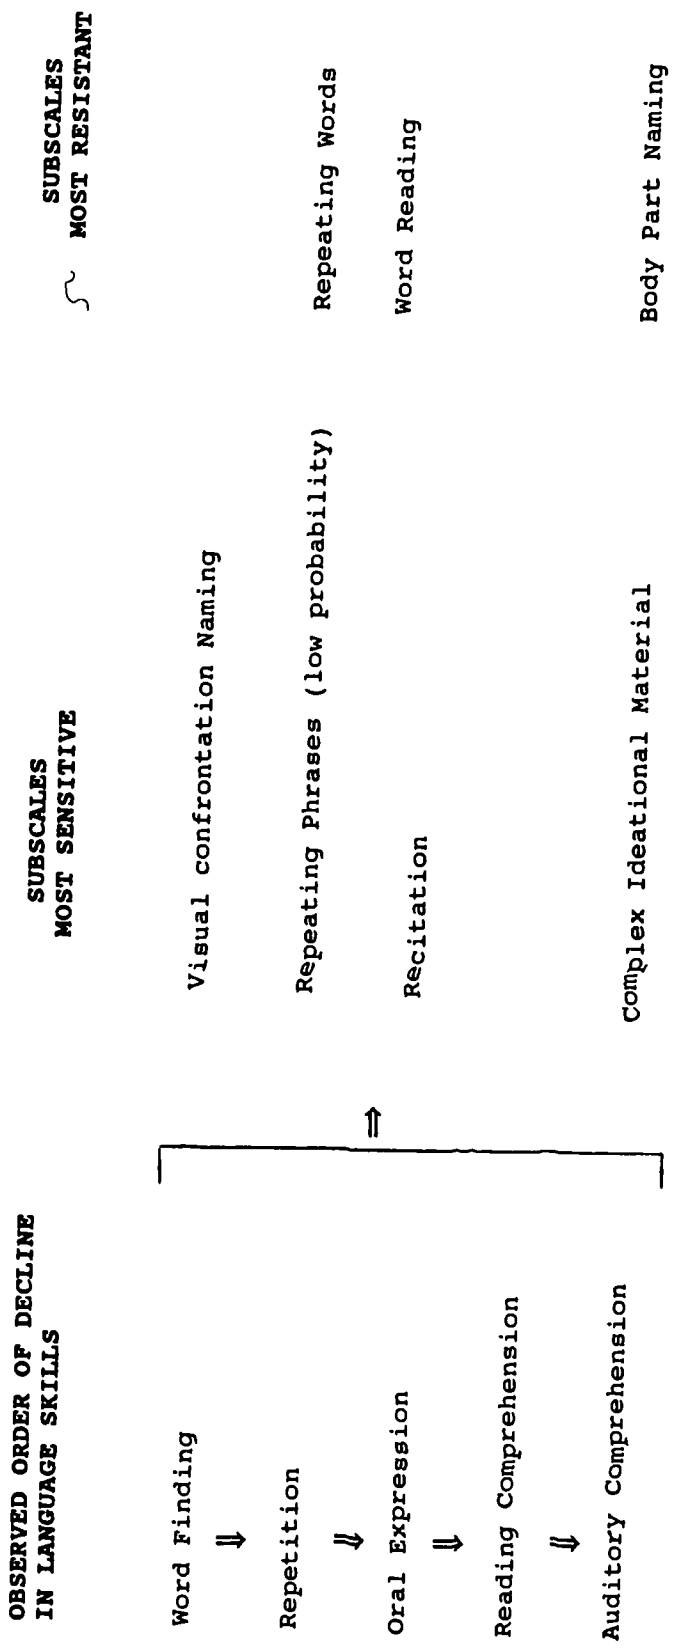 OBSERVED ORDER OF DECLINE
IN LANGUAGE SKILLS
SUBSCALES
MOST SENSITIVE
SUBSCALES
MOST RESISTANT
Word Finding
Visual confrontation Naming
⇓
Repetition
Repeating Phrases (low probability)
Repeating Words
⇓
⇒
Oral Expression
Recitation
Word Reading
⇓
Reading Comprehension
⇓
Auditory Comprehension
Complex Ideational Material
Body Part Naming